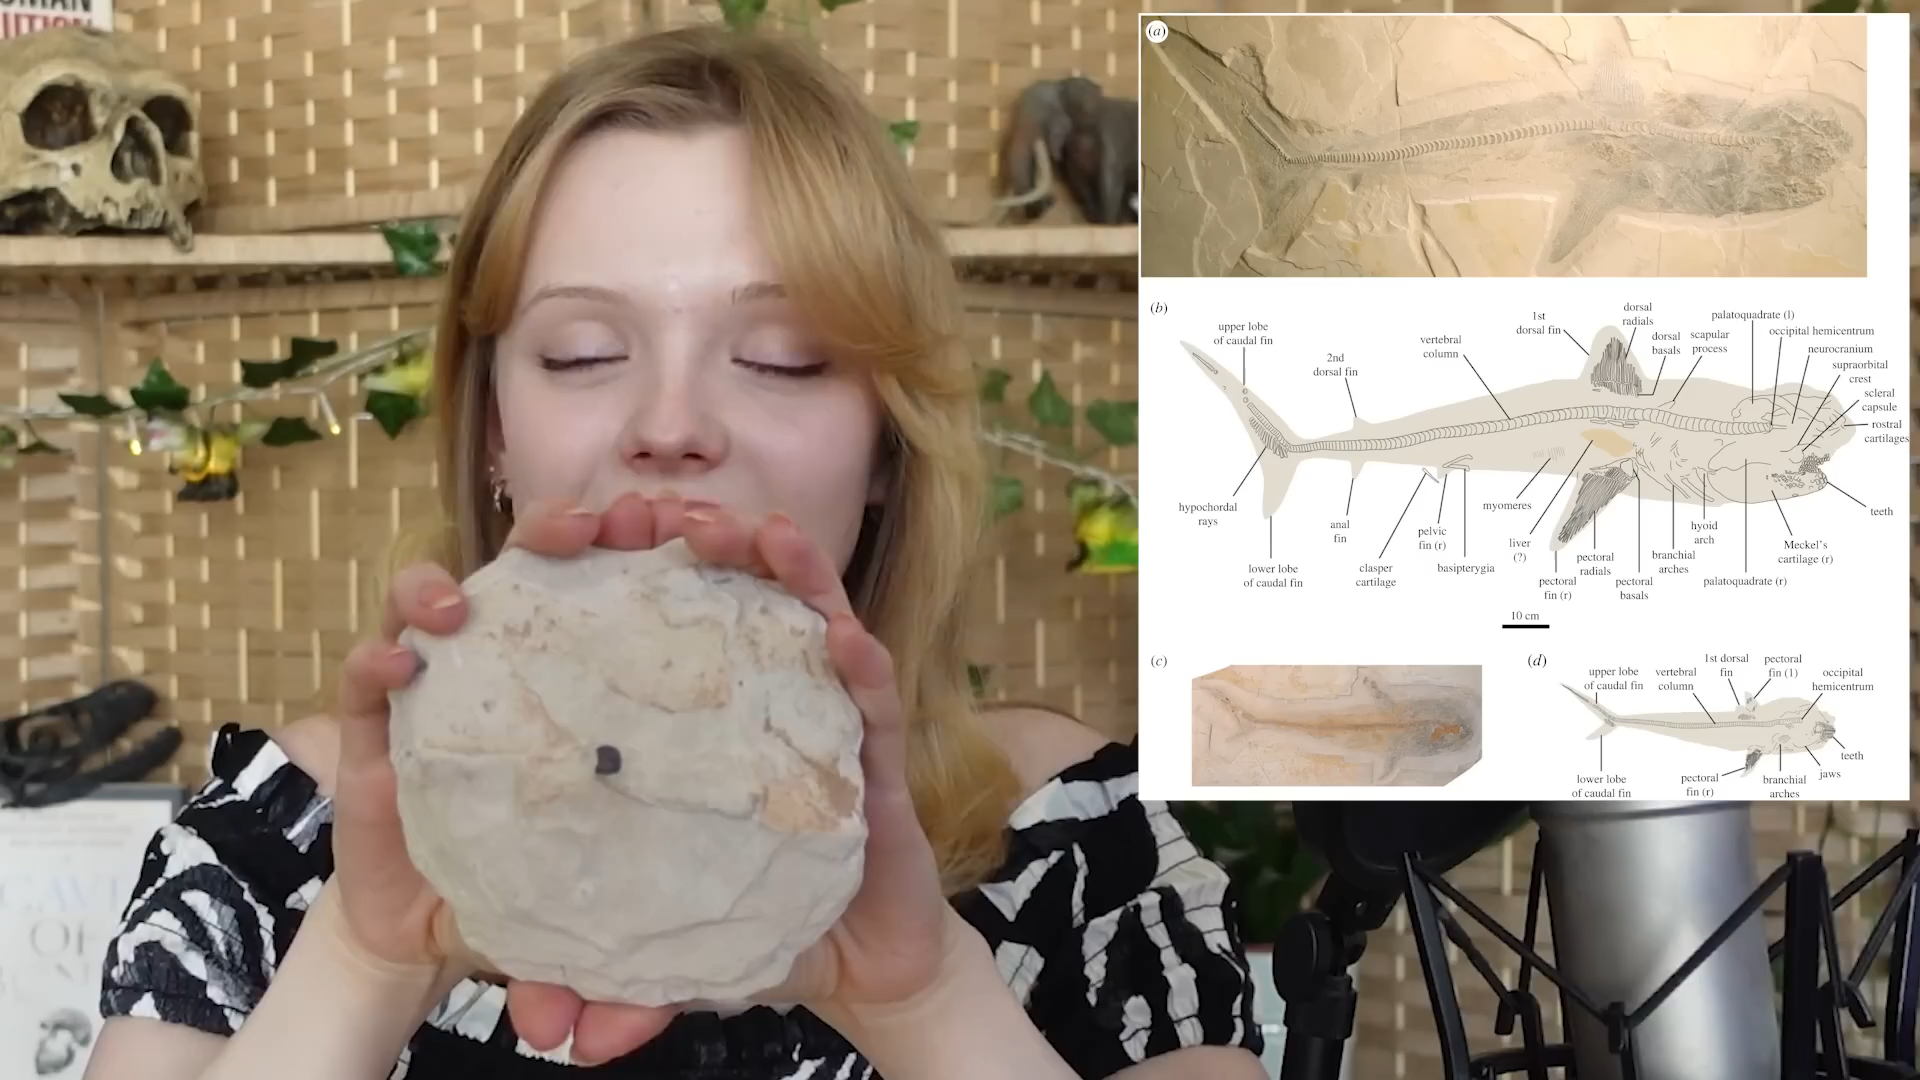 (a)
(b)
upper lobe
of caudal fin
2nd
dorsal fin
vertebral
column
1st
dorsal fin
dorsal
radials
dorsal
basals
scapular
process
palatoquadrate (l)
occipital hemicentrum
neurocranium
supraorbital
crest
scleral
capsule
rostral
cartilages
hypochordal
rays
lower lobe
of caudal fin
anal
fin
clasper
cartilage
pelvic
fin (r)
basipterygia
myomeres
liver
(?)
pectoral
fin (r)
pectoral
radials
pectoral
basals
branchial
arches
hyoid
arch
palatoquadrate (r)
Meckel's
cartilage (r)
teeth
10 cm
(c)
(d)
upper lobe
of caudal fin
vertebral
column
1st dorsal
fin
pectoral
fin (l)
occipital
hemicentrum
lower lobe
of caudal fin
pectoral
fin (r)
branchial
arches
jaws
teeth
OF